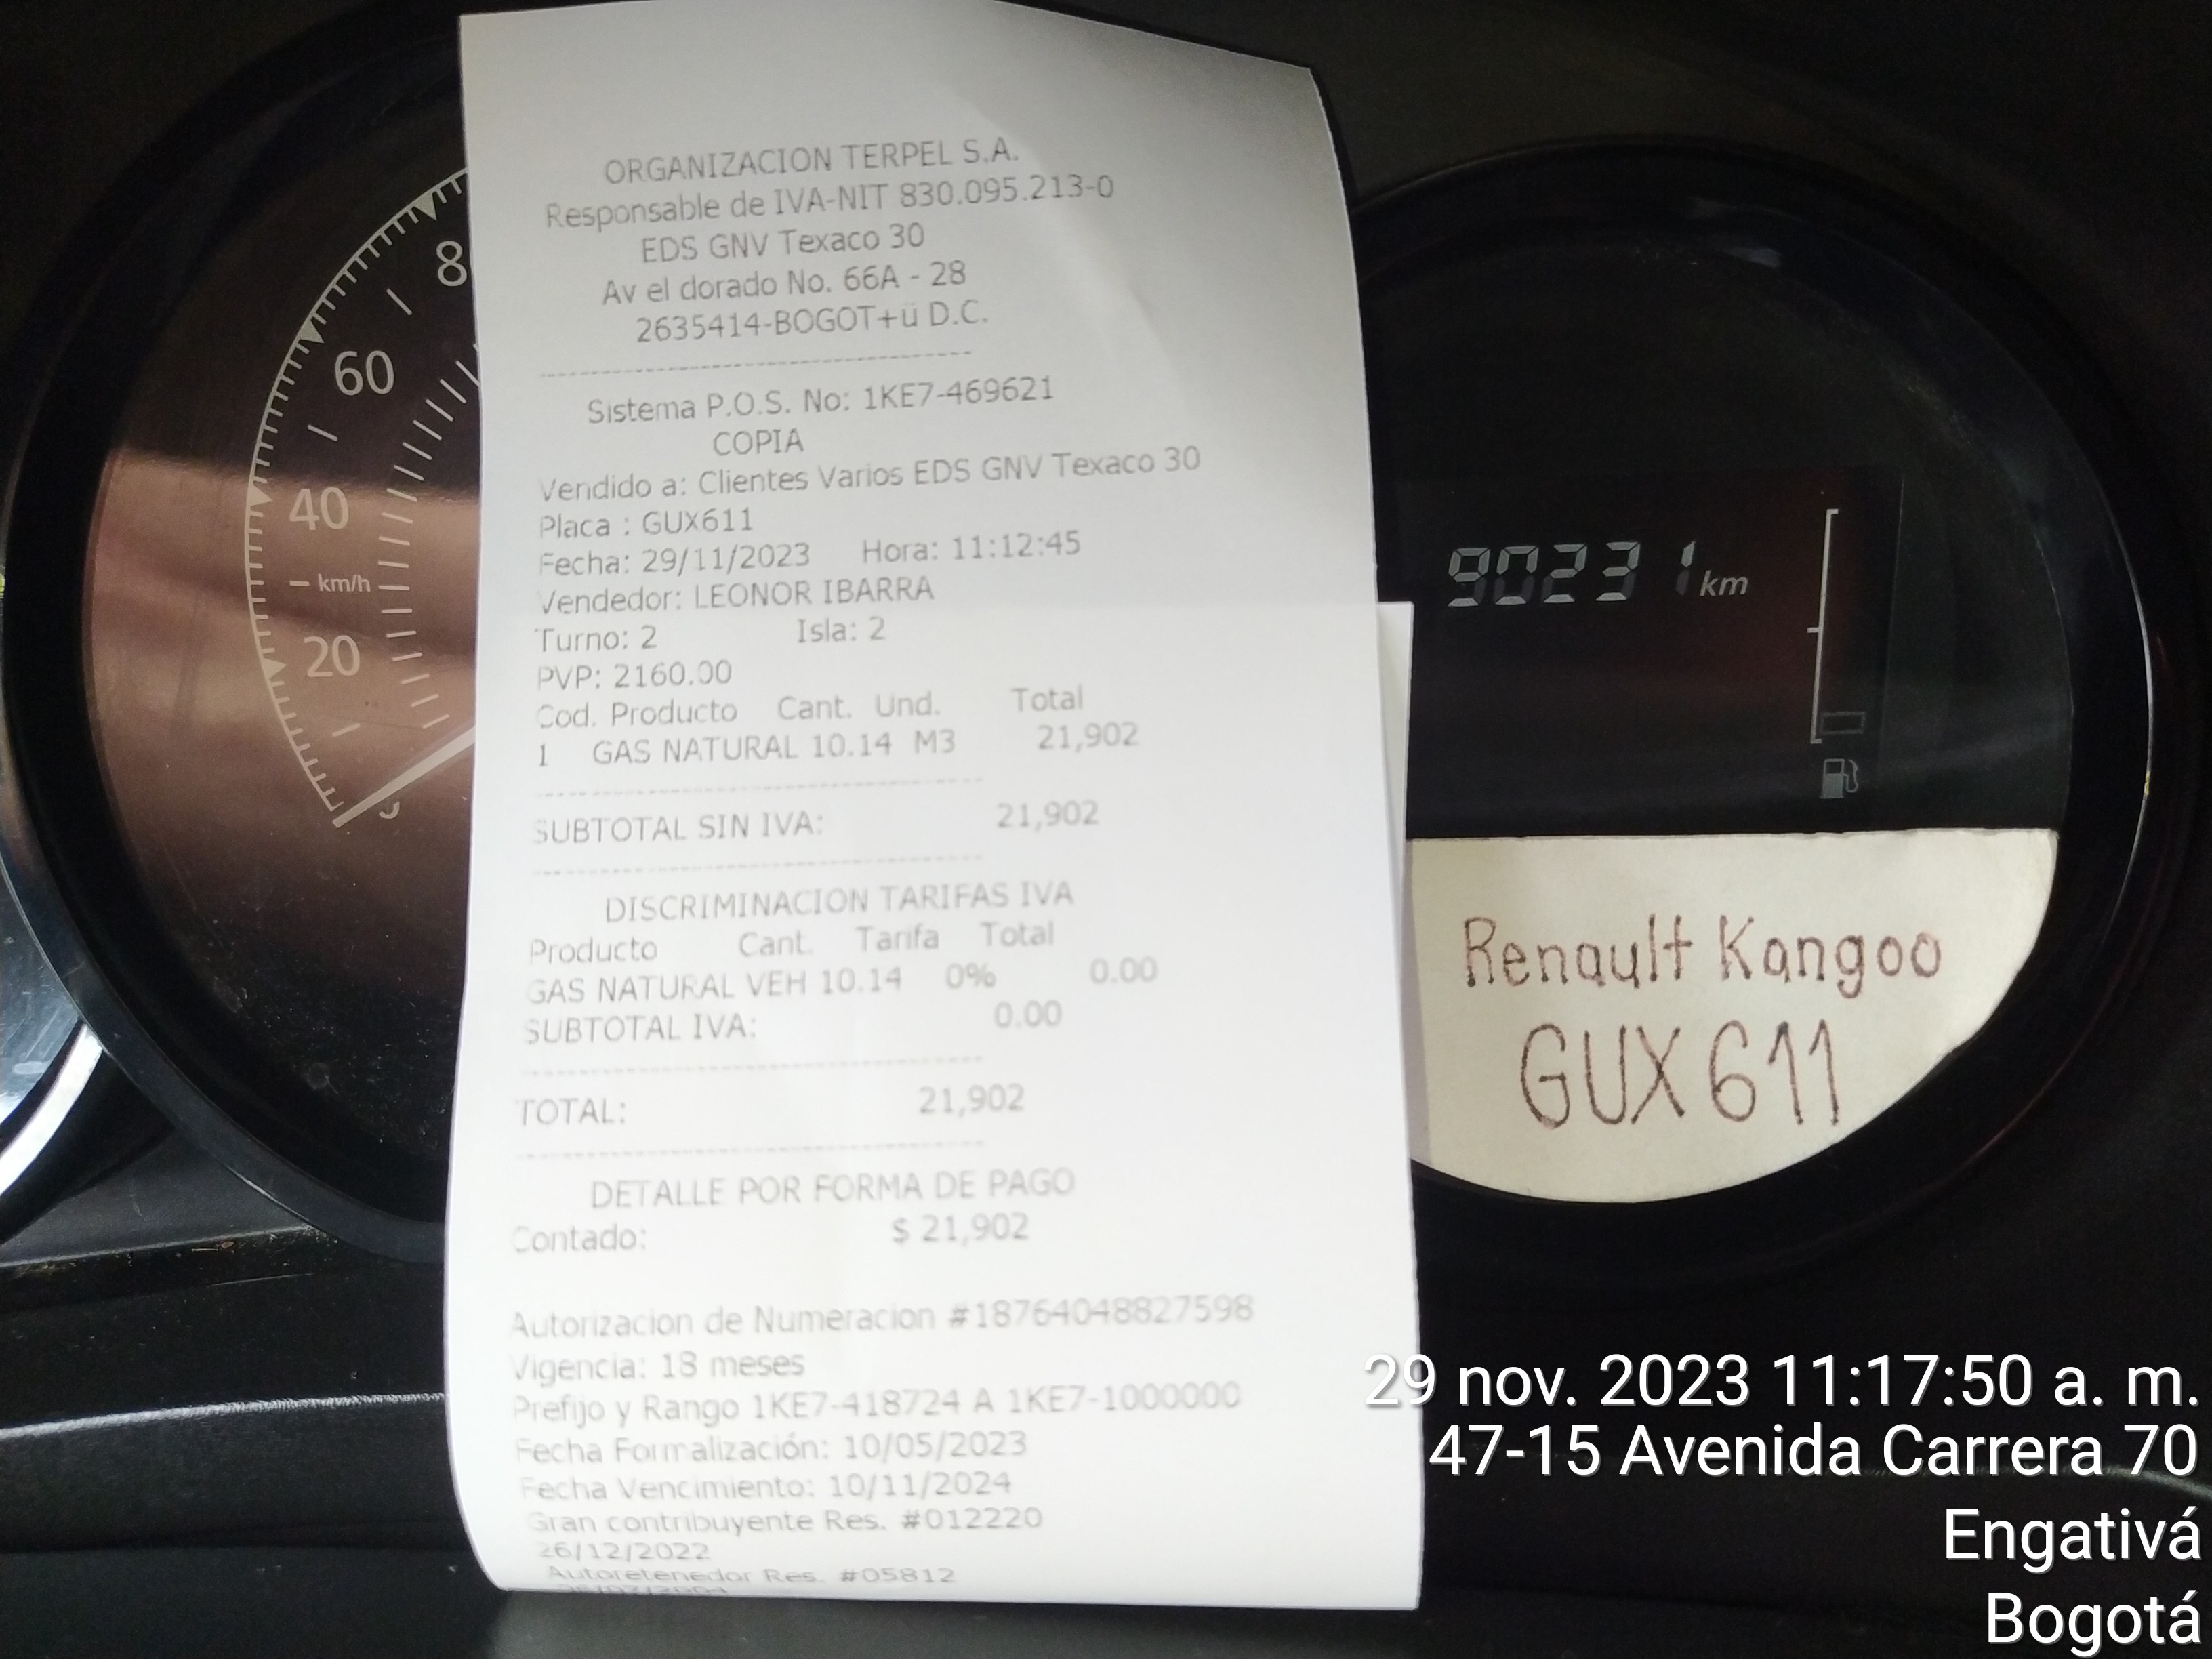 ORGANIZACION TERPEL S.A.
Responsable de IVA-NIT 830.095.213-0
EDS GNV Texaco 30
Av el dorado No. 66A - 28
2635414-BOGOT+ü D.C.
Sistema P.O.S. No: 1KE7-469621
COPIA
Vendido a: Clientes Varios EDS GNV Texaco 30
Placa : GUX611
Fecha: 29/11/2023 Hora: 11:12:45
Vendedor: LEONOR IBARRA
Turno: 2 Isla: 2
PVP: 2160.00
Cod. Producto Cant. Und. Total
1 GAS NATURAL 10.14 M3 21,902
SUBTOTAL SIN IVA: 21,902
DISCRIMINACION TARIFAS IVA
Producto Cant. Tarifa Total
GAS NATURAL VEH 10.14 0% 0.00
SUBTOTAL IVA: 0.00
TOTAL: 21,902
DETALLE POR FORMA DE PAGO
Contado: $ 21,902
Autorizacion de Numeracion #18764048827598
Vigencia: 18 meses
Prefijo y Rango 1KE7-418724 A 1KE7-1000000
Fecha Formalización: 10/05/2023
Fecha Vencimiento: 10/11/2024
Gran contribuyente Res. #012220
26/12/2022
Autoretenedor Res. #05812
60
40
km/h
20
90231 km
Renault Kangoo
GUX611
29 nov. 2023 11:17:50 a. m.
47-15 Avenida Carrera 70
Engativá
Bogotá